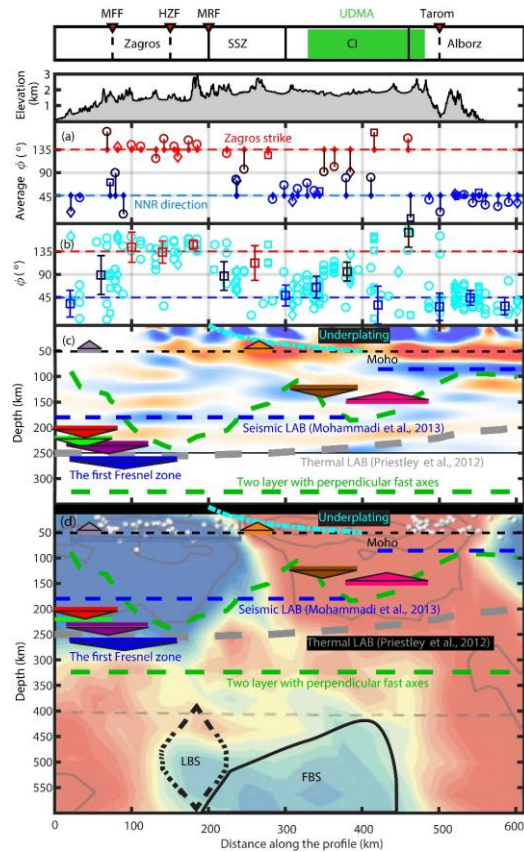 UDMA
MFF HZF MRF Tarom
Zagros SSZ CI Alborz
Elevation
(km)
3
2
1
0
(a)
Average ϕ (°)
135
90
45
Zagros strike
NNR direction
(b)
ϕ(°)
135
90
45
(c)
Underplating
Moho
Depth (km)
50
100
150
200
250
300
Seismic LAB (Mohammadi et al., 2013)
Thermal LAB (Priestley et al., 2012)
The first Fresnel zone
Two layer with perpendicular fast axes
(d)
Underplating
Moho
Depth (km)
50
100
150
200
250
300
350
400
450
500
550
Seismic LAB (Mohammadi et al., 2013)
Thermal LAB (Priestley et al., 2012)
The first Fresnel zone
Two layer with perpendicular fast axes
LBS
FBS
0 100 200 300 400 500 600
Distance along the profile (km)